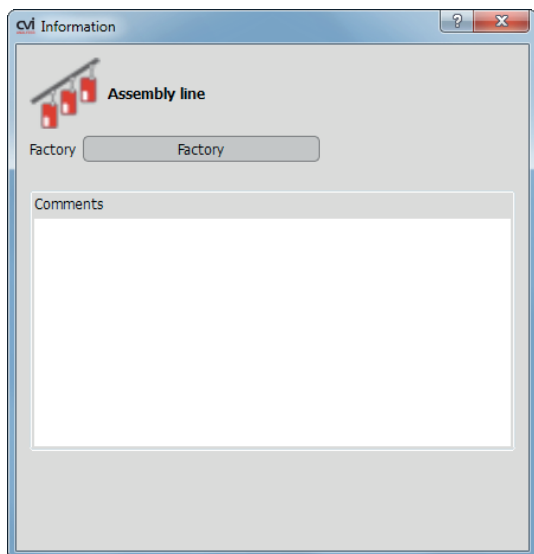 cvi Information
?
Assembly line
Factory Factory
Comments